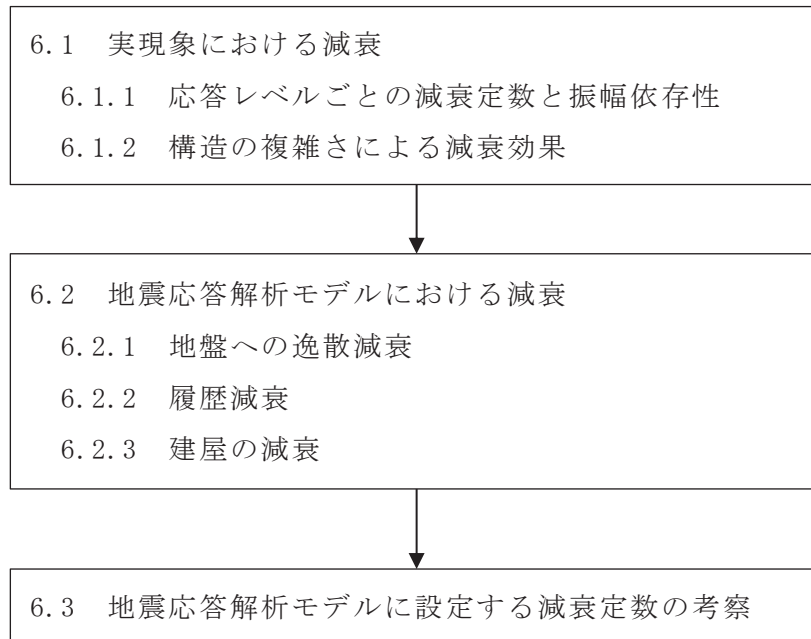 6.1 実現象における減衰
6.1.1 応答レベルごとの減衰定数と振幅依存性
6.1.2 構造の複雑さによる減衰効果
6.2 地震応答解析モデルにおける減衰
6.2.1 地盤への逸散減衰
6.2.2 履歴減衰
6.2.3 建屋の減衰
6.3 地震応答解析モデルに設定する減衰定数の考察